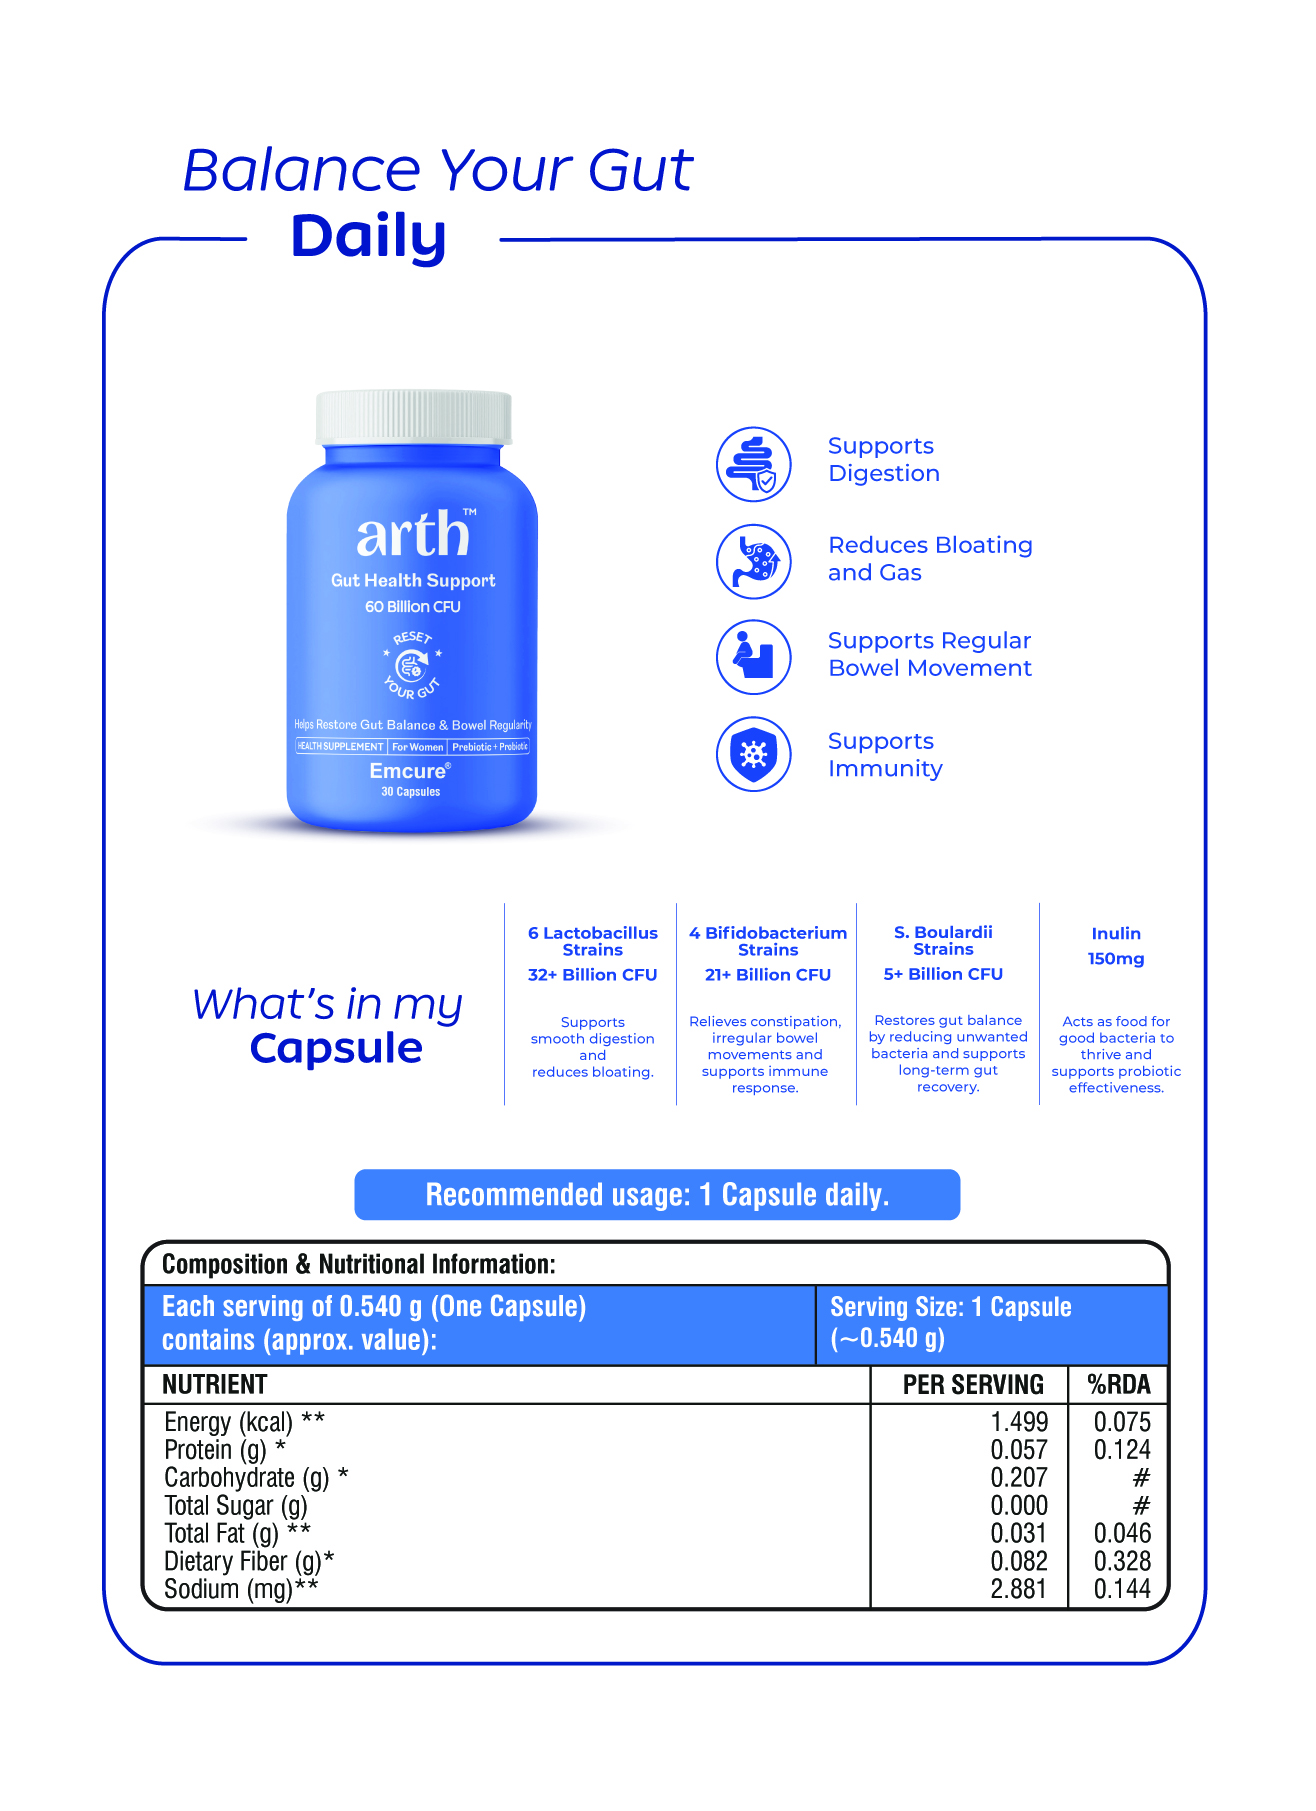 Balance Your Gut
Daily
arth™
Gut Health Support
60 Billion CFU
RESET
YOUR GUT
Helps Restore Gut Balance & Bowel Regularity
HEALTH SUPPLEMENT | For Women | Prebiotic + Probiotic
Emcure®
30 Capsules
Supports
Digestion
Reduces Bloating
and Gas
Supports Regular
Bowel Movement
Supports
Immunity
What's in my
Capsule
6 Lactobacillus
Strains
32+ Billion CFU
Supports
smooth digestion
and
reduces bloating.
4 Bifidobacterium
Strains
21+ Billion CFU
Relieves constipation,
irregular bowel
movements and
supports immune
response.
S. Boulardii
Strains
5+ Billion CFU
Restores gut balance
by reducing unwanted
bacteria and supports
long-term gut
recovery.
Inulin
150mg
Acts as food for
good bacteria to
thrive and
supports probiotic
effectiveness.
Recommended usage: 1 Capsule daily.
Composition & Nutritional Information:
Each serving of 0.540 g (One Capsule)
contains (approx. value):
Serving Size: 1 Capsule
(~0.540 g)
NUTRIENT PER SERVING %RDA
Energy (kcal) ** 1.499 0.075
Protein (g) * 0.057 0.124
Carbohydrate (g) * 0.207 #
Total Sugar (g) 0.000 #
Total Fat (g) ** 0.031 0.046
Dietary Fiber (g)* 0.082 0.328
Sodium (mg)** 2.881 0.144